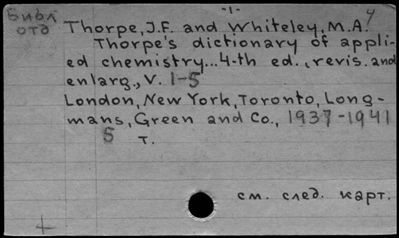 -1-
Библ
отд
4
Thorpe, J.F. and Whiteley, M.A.
Thorpe's dictionary of appli-
ed chemistry... 4-th ed., revis. and
enlarg., V. 1-5
London, New York, Toronto, Long-
mans, Green and Co., 1937-1941
5 т.
см. след. карт.
+